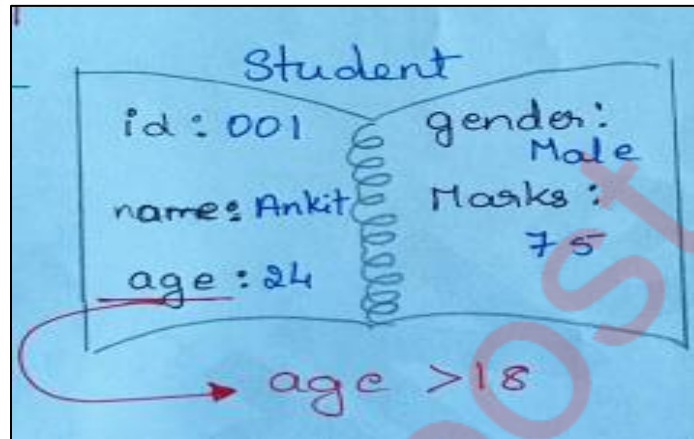 Student
id : 001
name : Ankit
age : 24
gender :
Male
Marks :
75
age >18